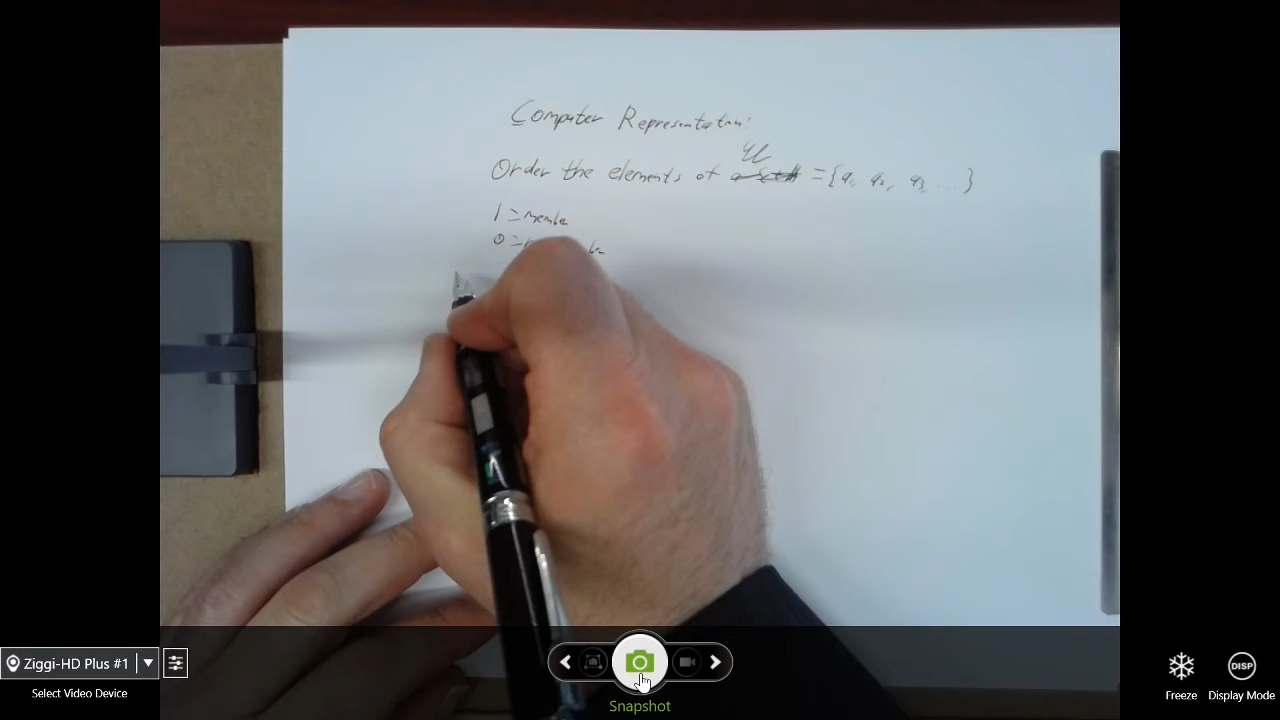 Computer Representation:
U
Order the elements of = {a₁, a₂, a₃, ...}
1 = member
0 =
Ziggi-HD Plus #1
Select Video Device
Snapshot
Freeze
DISP
Display Mode